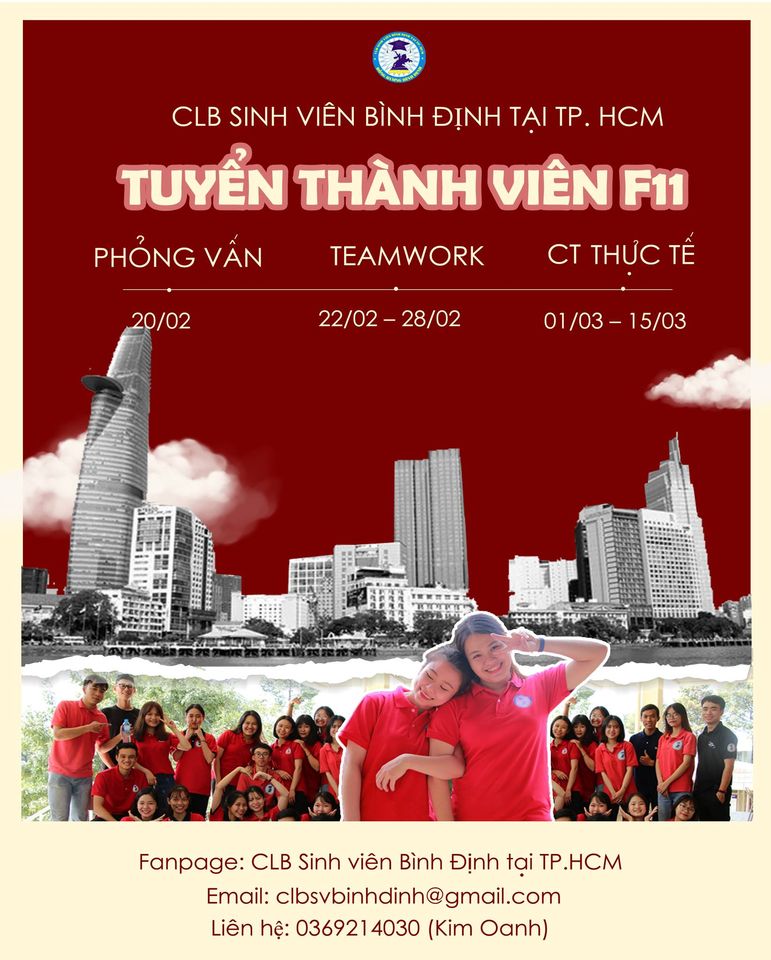 CLB SINH VIÊN BÌNH ĐỊNH TẠI TP. HCM
TUYỂN THÀNH VIÊN F11
PHỎNG VẤN
TEAMWORK
CT THỰC TẾ
20/02
22/02 – 28/02
01/03 – 15/03
Fanpage: CLB Sinh viên Bình Định tại TP.HCM
Email: clbsvbinhdinh@gmail.com
Liên hệ: 0369214030 (Kim Oanh)